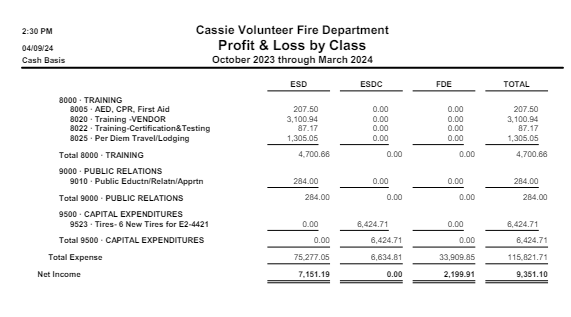 2:30 PM Cassie Volunteer Fire Department
04/09/24 Profit & Loss by Class
Cash Basis October 2023 through March 2024
ESD ESDC FDE TOTAL
8000 · TRAINING
8005 · AED, CPR, First Aid 207.50 0.00 0.00 207.50
8020 · Training -VENDOR 3,100.94 0.00 0.00 3,100.94
8022 · Training-Certification&Testing 87.17 0.00 0.00 87.17
8025 · Per Diem Travel/Lodging 1,305.05 0.00 0.00 1,305.05
Total 8000 · TRAINING 4,700.66 0.00 0.00 4,700.66
9000 · PUBLIC RELATIONS
9010 · Public Eductn/Relatn/Apprtn 284.00 0.00 0.00 284.00
Total 9000 · PUBLIC RELATIONS 284.00 0.00 0.00 284.00
9500 · CAPITAL EXPENDITURES
9523 · Tires- 6 New Tires for E2-4421 0.00 6,424.71 0.00 6,424.71
Total 9500 · CAPITAL EXPENDITURES 0.00 6,424.71 0.00 6,424.71
Total Expense 75,277.05 6,634.81 33,909.85 115,821.71
Net Income 7,151.19 0.00 2,199.91 9,351.10